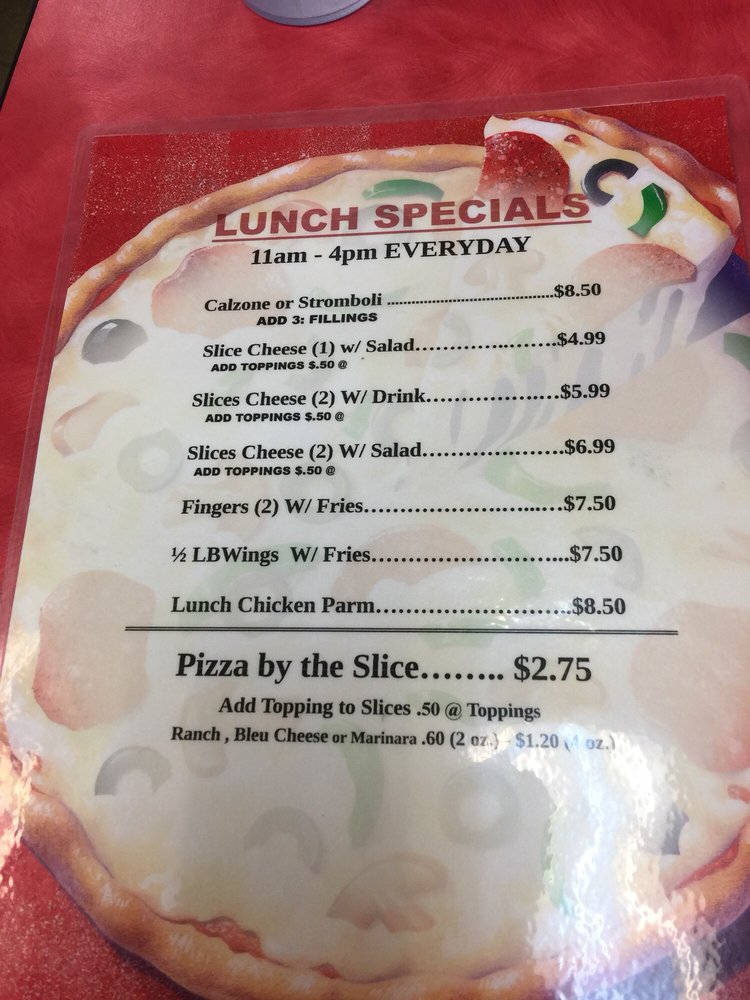 LUNCH SPECIALS
11am - 4pm EVERYDAY
Calzone or Stromboli ..........................................$8.50
ADD 3: FILLINGS
Slice Cheese (1) w/ Salad…………………..…….$4.99
ADD TOPPINGS $.50 @
Slices Cheese (2) W/ Drink………………….….$5.99
ADD TOPPINGS $.50 @
Slices Cheese (2) W/ Salad………………….…..$6.99
ADD TOPPINGS $.50 @
Fingers (2) W/ Fries………………….…...…$7.50
½ LBWings W/ Fries……………………….....$7.50
Lunch Chicken Parm……………………….$8.50
Pizza by the Slice…….. $2.75
Add Topping to Slices .50 @ Toppings
Ranch , Bleu Cheese or Marinara .60 (2 oz.) - $1.20 (4 oz.)